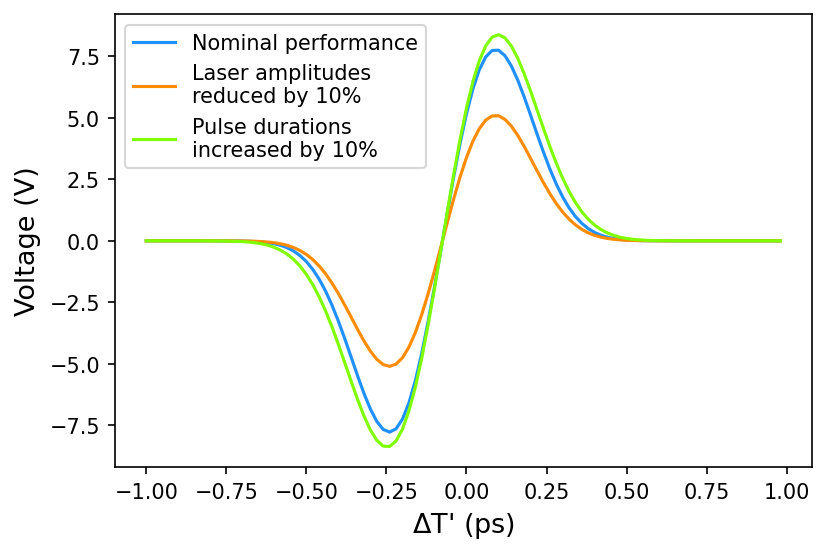 Nominal performance
Laser amplitudes
reduced by 10%
Pulse durations
increased by 10%
7.5
5.0
2.5
0.0
−2.5
−5.0
−7.5
Voltage (V)
−1.00 −0.75 −0.50 −0.25 0.00 0.25 0.50 0.75 1.00
ΔT' (ps)